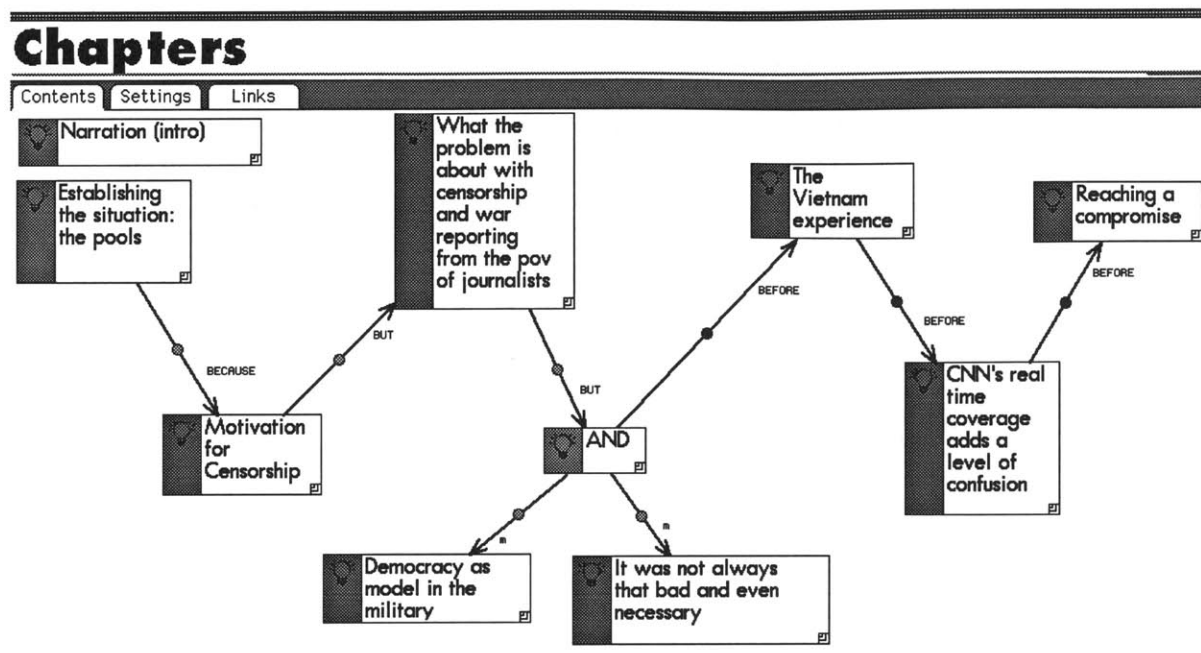 Chapters
Contents
Settings
Links
Narration (intro)
Establishing
the situation:
the pools
BECAUSE
Motivation
for
Censorship
BUT
What the
problem is
about with
censorship
and war
reporting
from the pov
of journalists
BUT
AND
m
Democracy as
model in the
military
m
It was not always
that bad and even
necessary
BEFORE
The
Vietnam
experience
BEFORE
CNN's real
time
coverage
adds a
level of
confusion
BEFORE
Reaching a
compromise